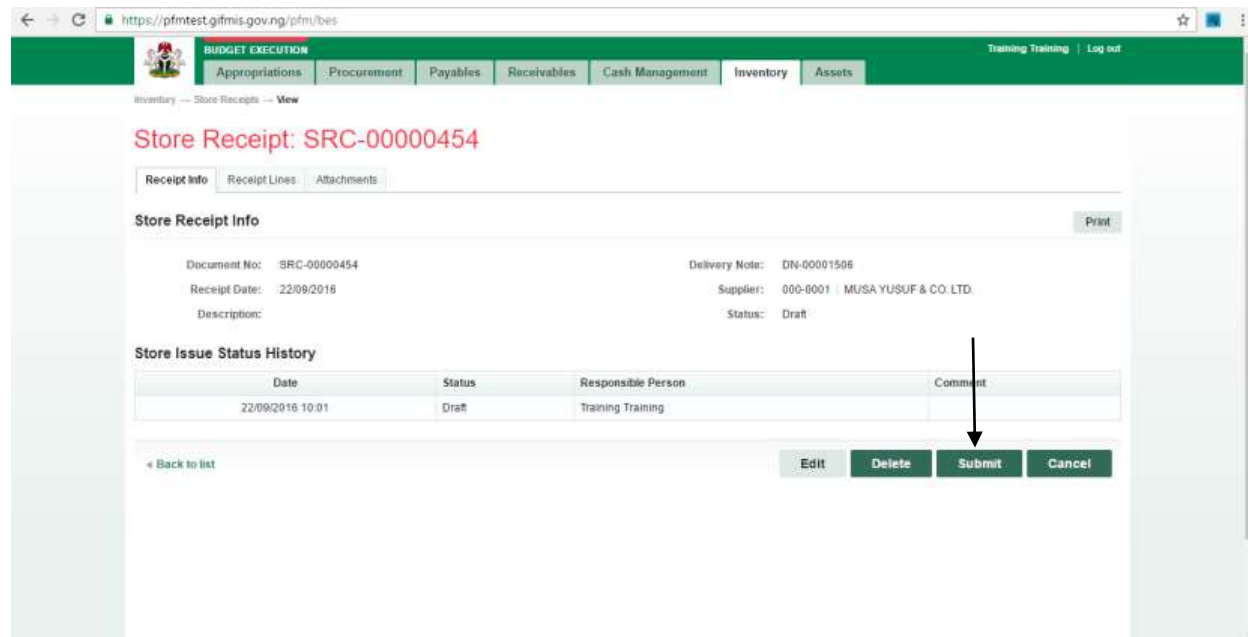 https://pfmtest.gifmis.gov.ng/pfm/bes
BUDGET EXECUTION
Training Training | Log out
Appropriations Procurement Payables Receivables Cash Management Inventory Assets
Inventory — Store Receipts — View
Store Receipt: SRC-00000454
Receipt Info Receipt Lines Attachments
Store Receipt Info
Print
Document No: SRC-00000454 Delivery Note: DN-00001506
Receipt Date: 22/09/2016 Supplier: 000-0001 | MUSA YUSUF & CO. LTD.
Description: Status: Draft
Store Issue Status History
Date Status Responsible Person Comment
22/09/2016 10:01 Draft Training Training
« Back to list Edit Delete Submit Cancel